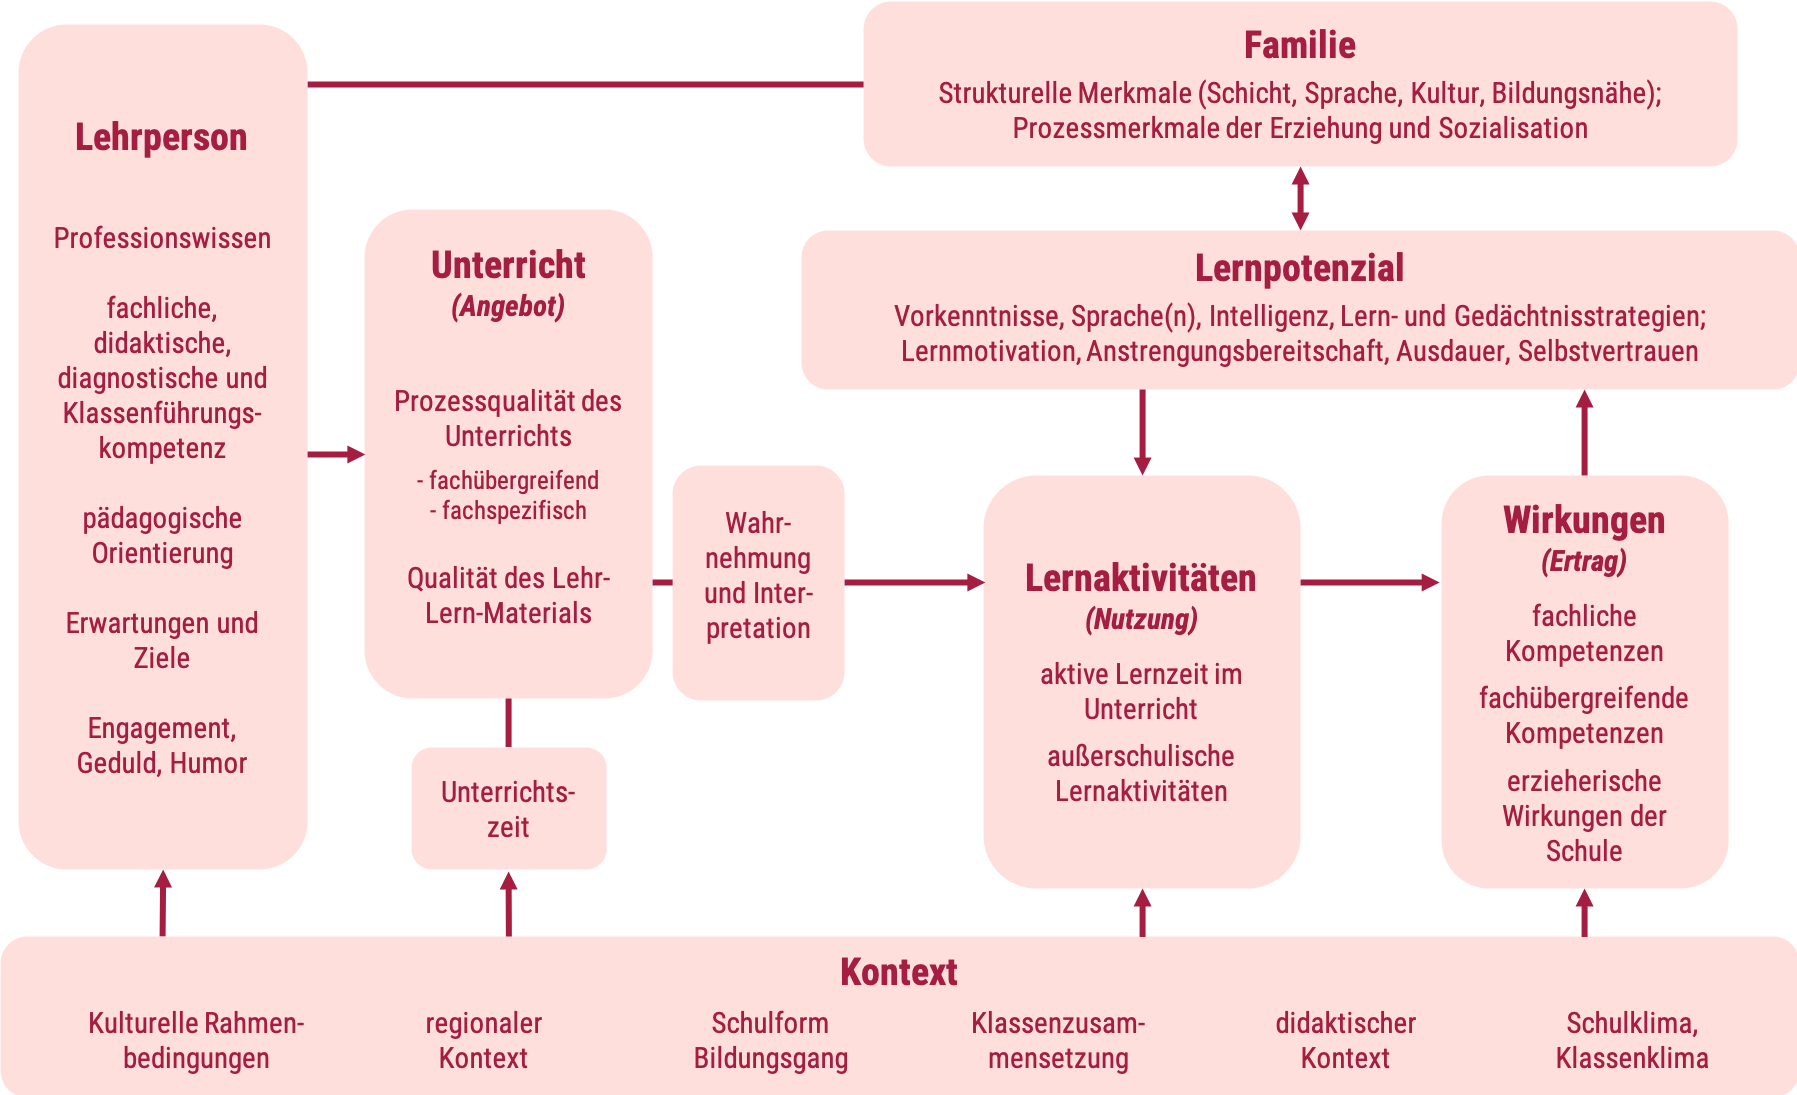 Lehrperson
Professionswissen
fachliche,
didaktische,
diagnostische und
Klassenführungs-
kompetenz
pädagogische
Orientierung
Erwartungen und
Ziele
Engagement,
Geduld, Humor
Unterricht
(Angebot)
Prozessqualität des
Unterrichts
- fachübergreifend
- fachspezifisch
Qualität des Lehr-
Lern-Materials
Unterrichts-
zeit
Wahr-
nehmung
und Inter-
pretation
Familie
Strukturelle Merkmale (Schicht, Sprache, Kultur, Bildungsnähe);
Prozessmerkmale der Erziehung und Sozialisation
Lernpotenzial
Vorkenntnisse, Sprache(n), Intelligenz, Lern- und Gedächtnisstrategien;
Lernmotivation, Anstrengungsbereitschaft, Ausdauer, Selbstvertrauen
Lernaktivitäten
(Nutzung)
aktive Lernzeit im
Unterricht
außerschulische
Lernaktivitäten
Wirkungen
(Ertrag)
fachliche
Kompetenzen
fachübergreifende
Kompetenzen
erzieherische
Wirkungen der
Schule
Kontext
Kulturelle Rahmen-
bedingungen
regionaler
Kontext
Schulform
Bildungsgang
Klassenzusam-
mensetzung
didaktischer
Kontext
Schulklima,
Klassenklima